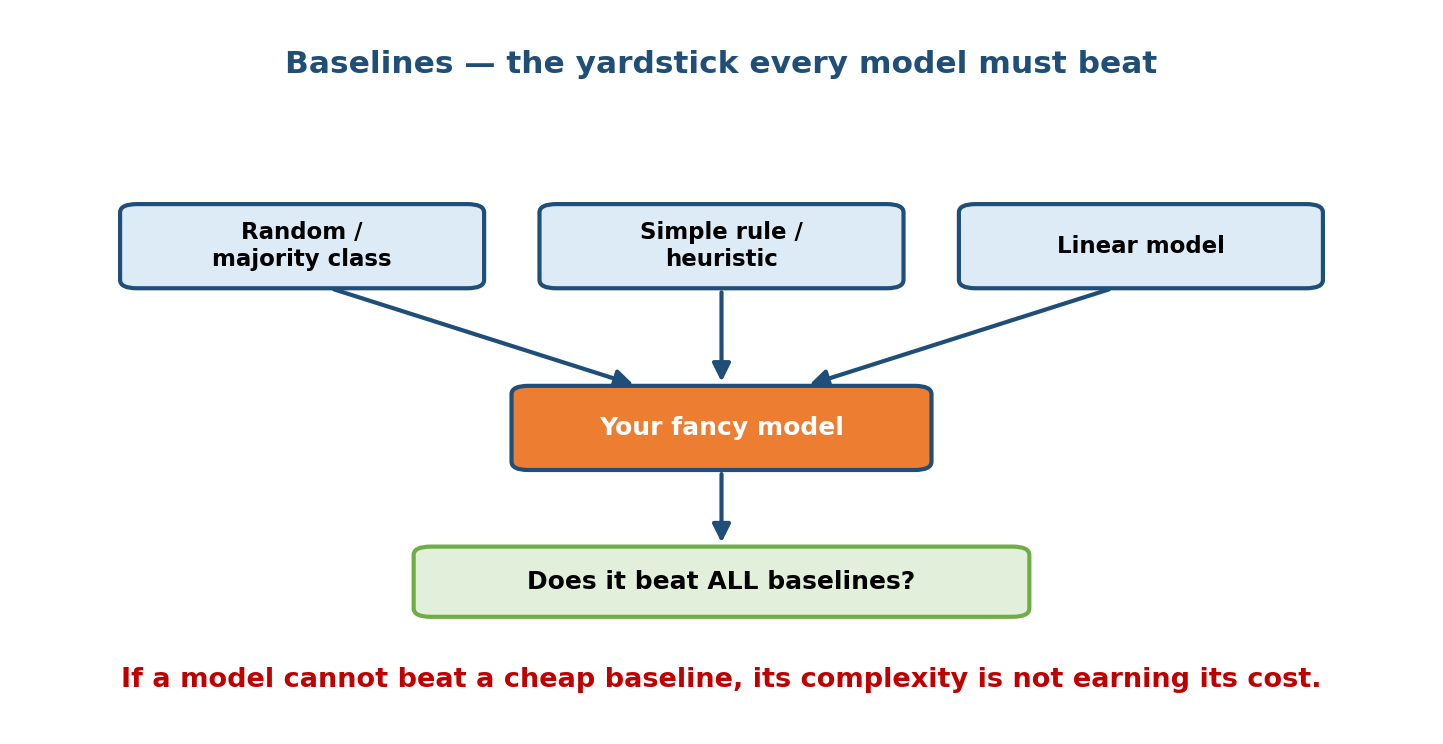 Baselines — the yardstick every model must beat
Random /
majority class
Simple rule /
heuristic
Linear model
Your fancy model
Does it beat ALL baselines?
If a model cannot beat a cheap baseline, its complexity is not earning its cost.